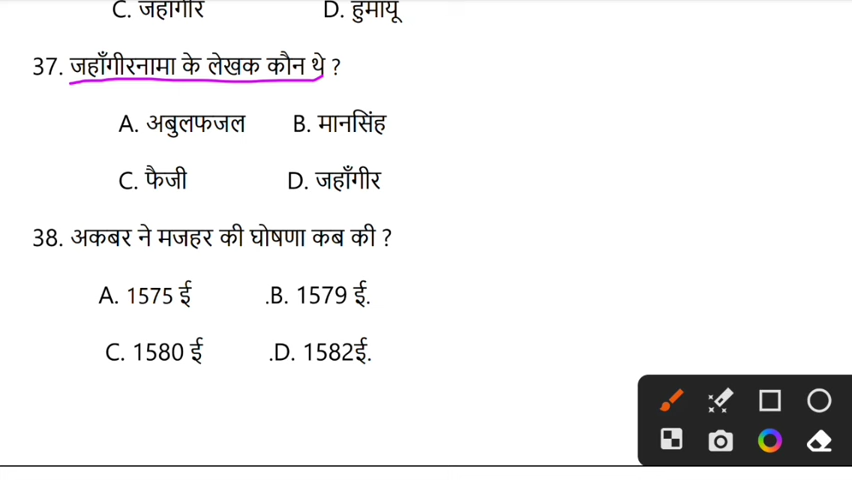 C. जहाँगीर D. हुमायू
37. जहाँगीरनामा के लेखक कौन थे ?
A. अबुलफजल B. मानसिंह
C. फैजी D. जहाँगीर
38. अकबर ने मजहर की घोषणा कब की ?
A. 1575 ई .B. 1579 ई.
C. 1580 ई .D. 1582ई.